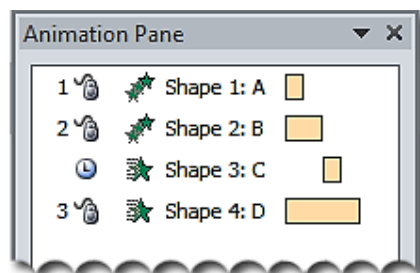 Animation Pane
1 Shape 1: A
2 Shape 2: B
Shape 3: C
3 Shape 4: D